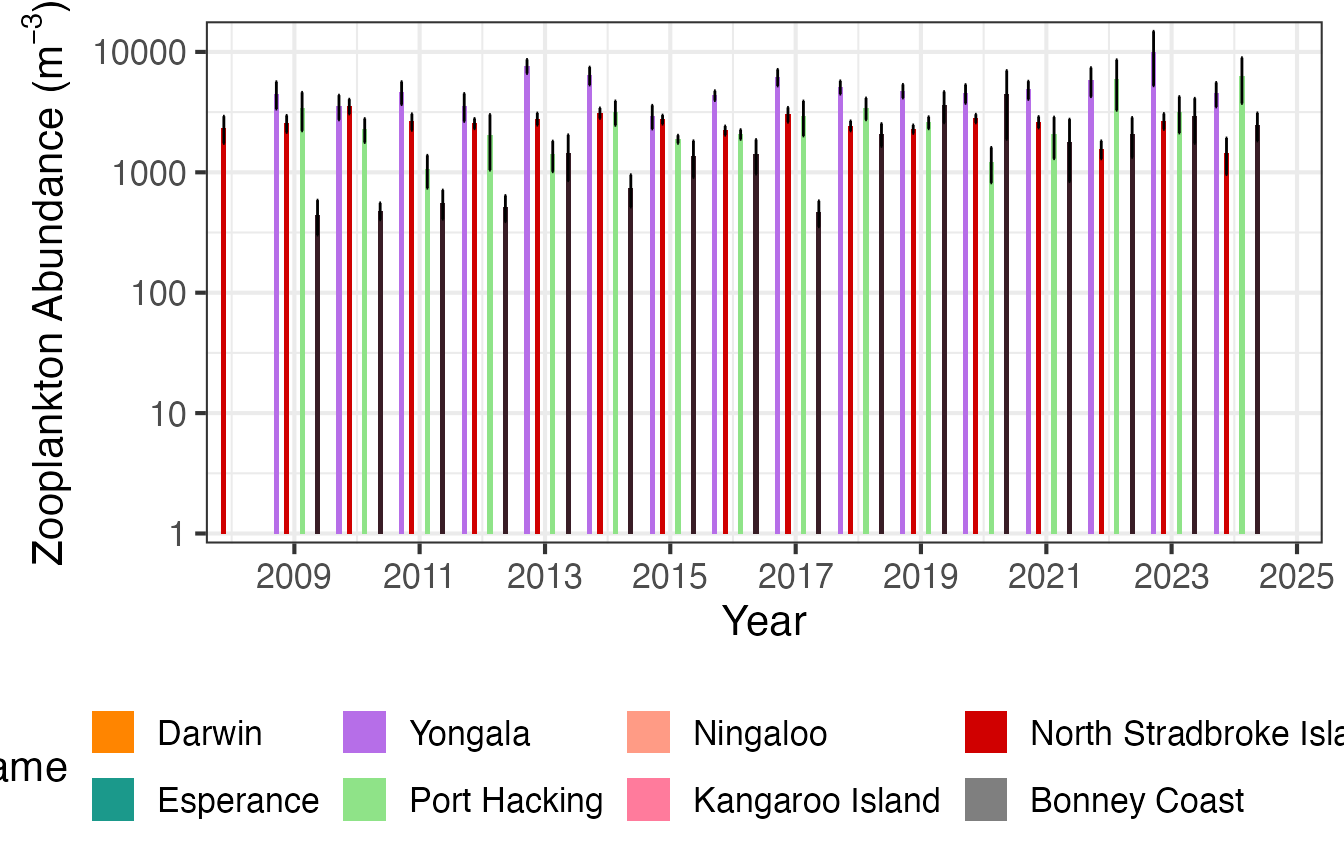 Zooplankton Abundance (m⁻³)
10000
1000
100
10
1
2009 2011 2013 2015 2017 2019 2021 2023 2025
Year
ame
Darwin Yongala Ningaloo North Stradbroke Isla
Esperance Port Hacking Kangaroo Island Bonney Coast